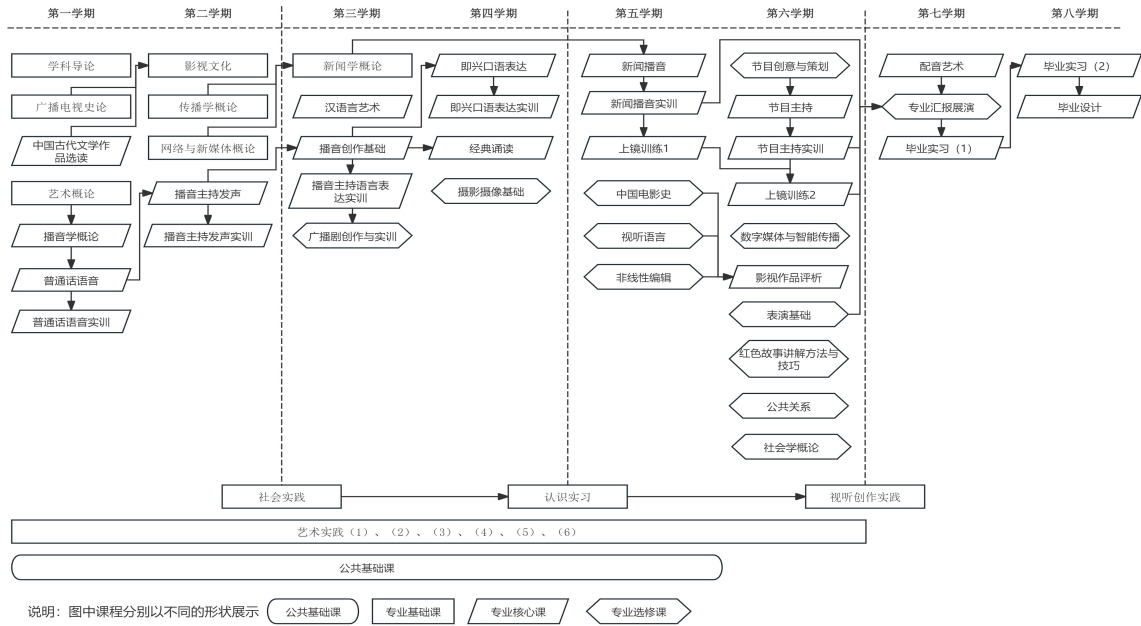 第一学期
第二学期
第三学期
第四学期
第五学期
第六学期
第七学期
第八学期
学科导论
广播电视史论
中国古代文学作
品选读
艺术概论
播音学概论
普通话语音
普通话语音实训
影视文化
传播学概论
网络与新媒体概论
播音主持发声
播音主持发声实训
新闻学概论
汉语言艺术
播音创作基础
播音主持语言表
达实训
广播剧创作与实训
即兴口语表达
即兴口语表达实训
经典诵读
摄影摄像基础
新闻播音
新闻播音实训
上镜训练1
中国电影史
视听语言
非线性编辑
节目创意与策划
节目主持
节目主持实训
上镜训练2
数字媒体与智能传播
影视作品评析
表演基础
红色故事讲解方法与
技巧
公共关系
社会学概论
配音艺术
专业汇报展演
毕业实习（1）
毕业实习（2）
毕业设计
社会实践
认识实习
视听创作实践
艺术实践（1）、（2）、（3）、（4）、（5）、（6）
公共基础课
说明：图中课程分别以不同的形状展示
公共基础课
专业基础课
专业核心课
专业选修课